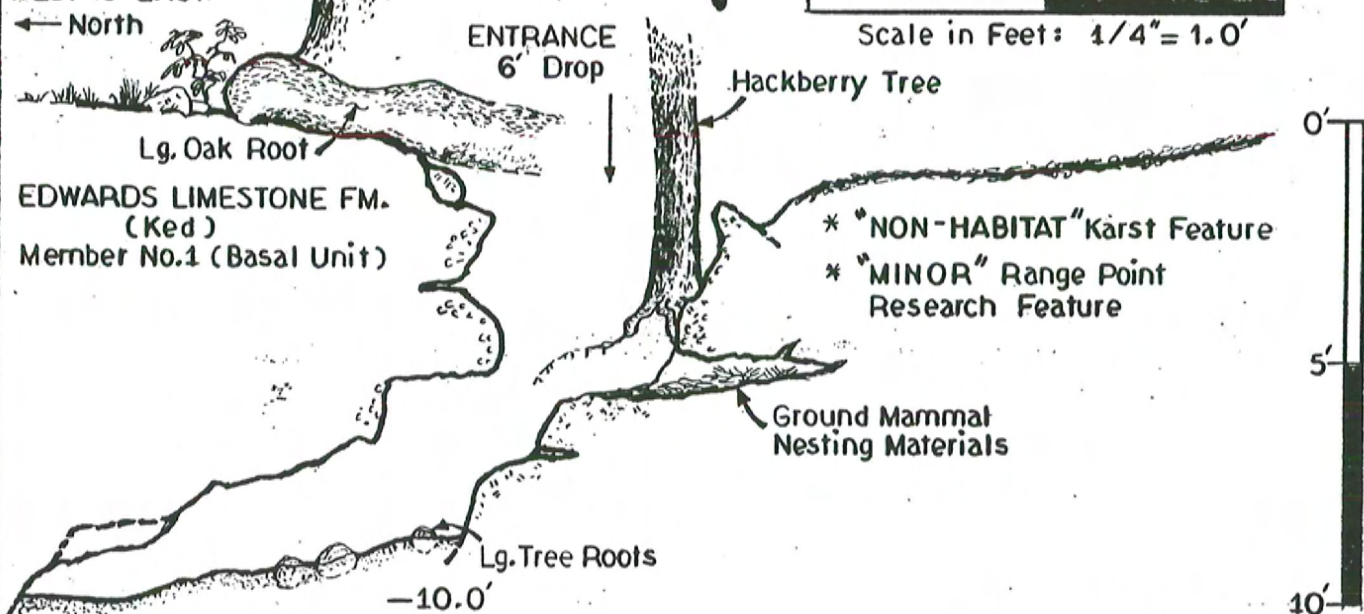 ← North
ENTRANCE
6' Drop
Scale in Feet: 1/4"= 1.0'
Hackberry Tree
0'
Lg. Oak Root
EDWARDS LIMESTONE FM.
(Ked)
Member No.1 (Basal Unit)
* "NON-HABITAT" Karst Feature
* "MINOR" Range Point
Research Feature
5'
Ground Mammal
Nesting Materials
Lg. Tree Roots
-10.0'
10'